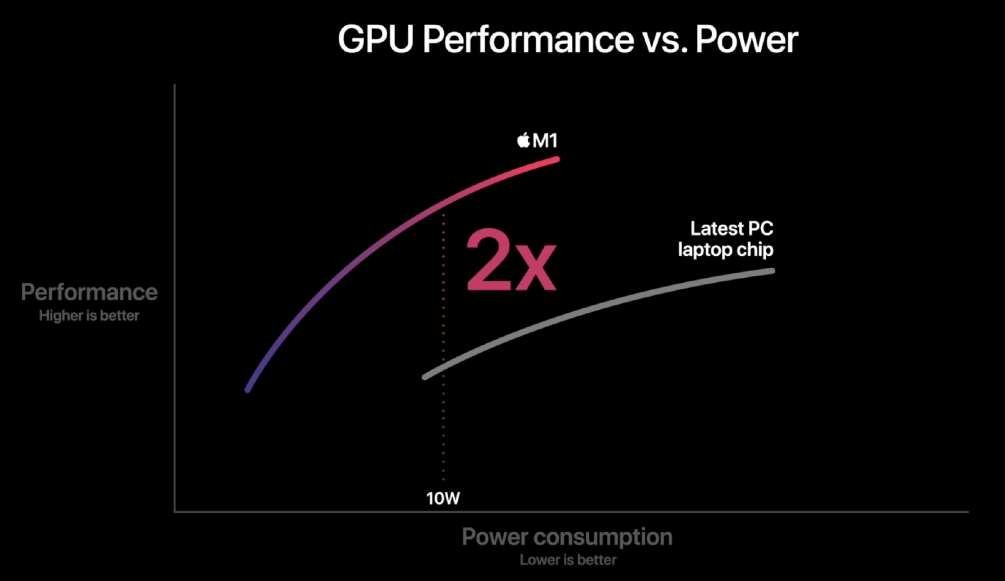 GPU Performance vs. Power
M1
Latest PC
laptop chip
2x
Performance
Higher is better
10W
Power consumption
Lower is better